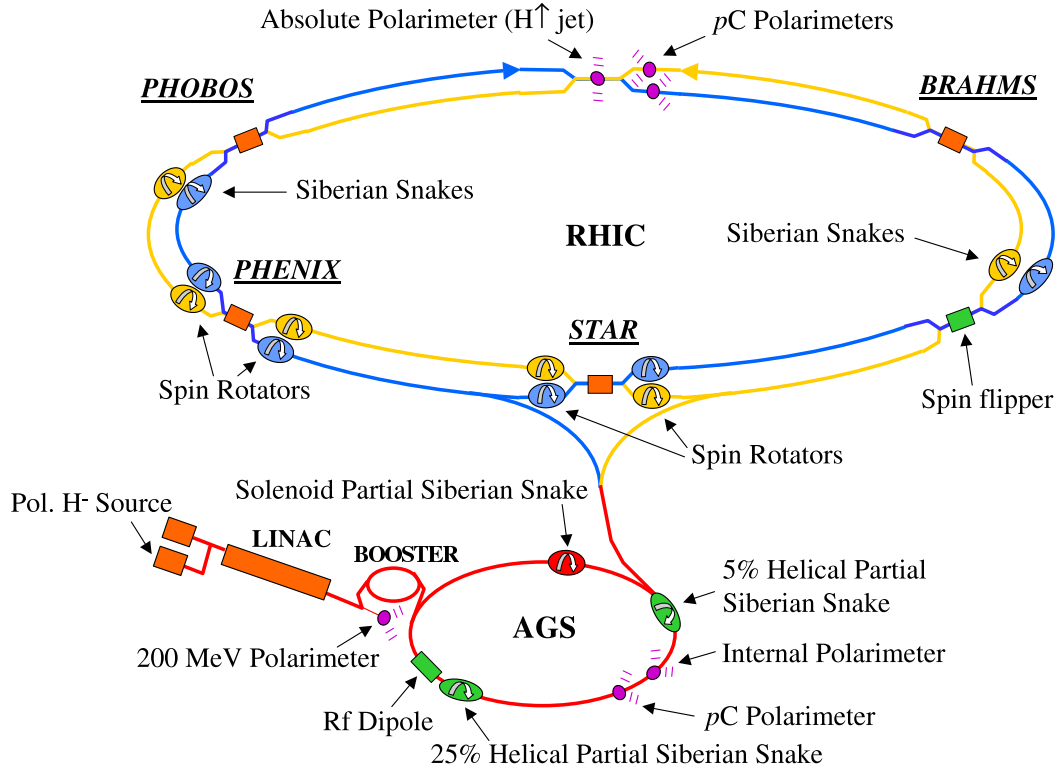 Absolute Polarimeter (H↑ jet)
pC Polarimeters
PHOBOS
BRAHMS
Siberian Snakes
RHIC
Siberian Snakes
PHENIX
STAR
Spin Rotators
Spin flipper
Spin Rotators
Solenoid Partial Siberian Snake
Pol. H- Source
LINAC
BOOSTER
5% Helical Partial
Siberian Snake
AGS
200 MeV Polarimeter
Internal Polarimeter
Rf Dipole
pC Polarimeter
25% Helical Partial Siberian Snake